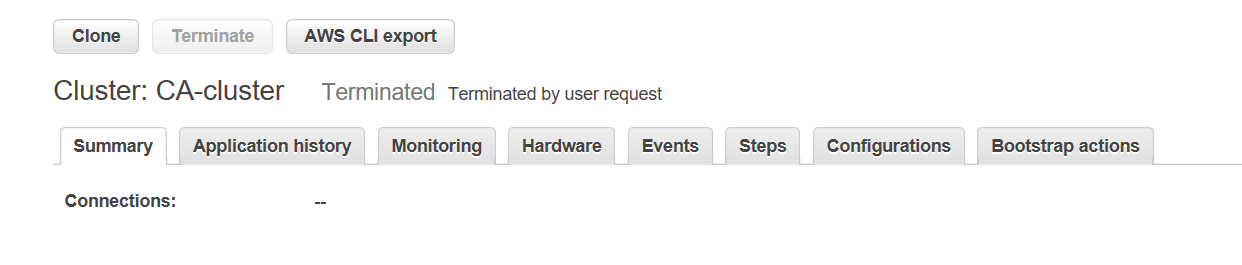 Clone Terminate AWS CLI export
Cluster: CA-cluster Terminated Terminated by user request
Summary Application history Monitoring Hardware Events Steps Configurations Bootstrap actions
Connections: --